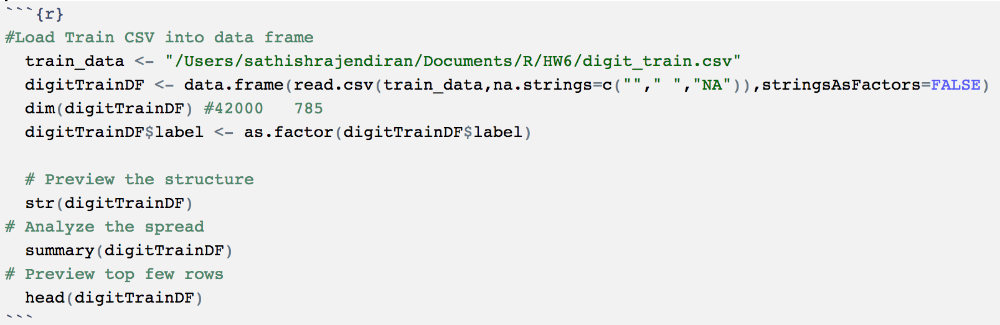 ```{r}
#Load Train CSV into data frame
  train_data <- "/Users/sathishrajendiran/Documents/R/HW6/digit_train.csv"
  digitTrainDF <- data.frame(read.csv(train_data,na.strings=c(""," ","NA")),stringsAsFactors=FALSE)
  dim(digitTrainDF) #42000   785
  digitTrainDF$label <- as.factor(digitTrainDF$label)

  # Preview the structure
  str(digitTrainDF)
# Analyze the spread
  summary(digitTrainDF)
# Preview top few rows
  head(digitTrainDF)
```